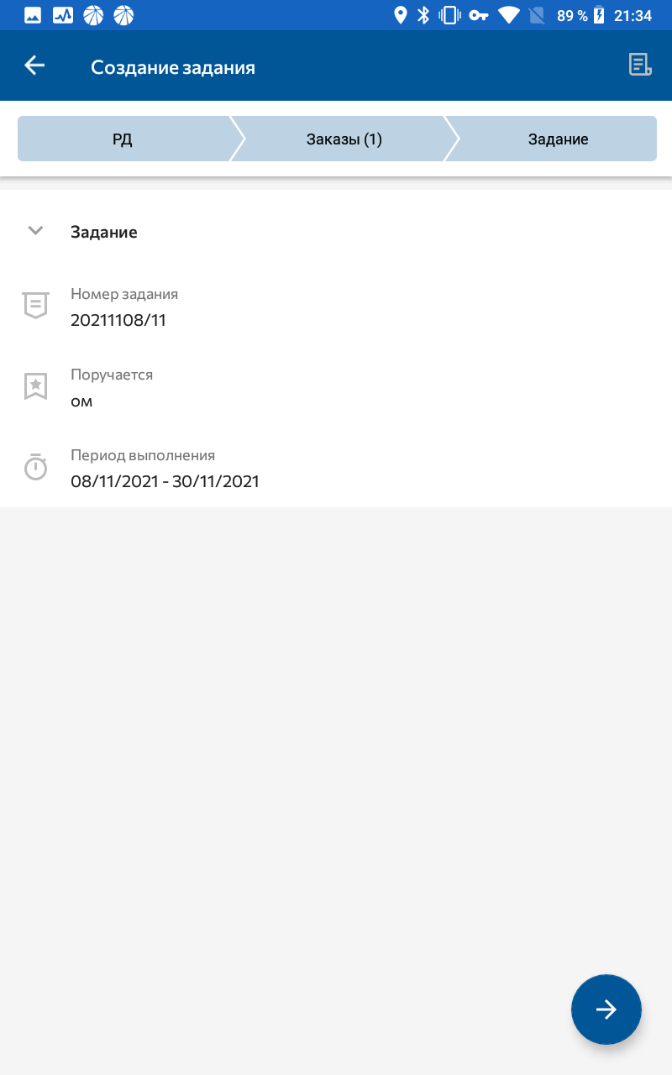 89 % 21:34
Создание задания
РД Заказы (1) Задание
Задание
Номер задания
20211108/11
Поручается
ом
Период выполнения
08/11/2021 - 30/11/2021